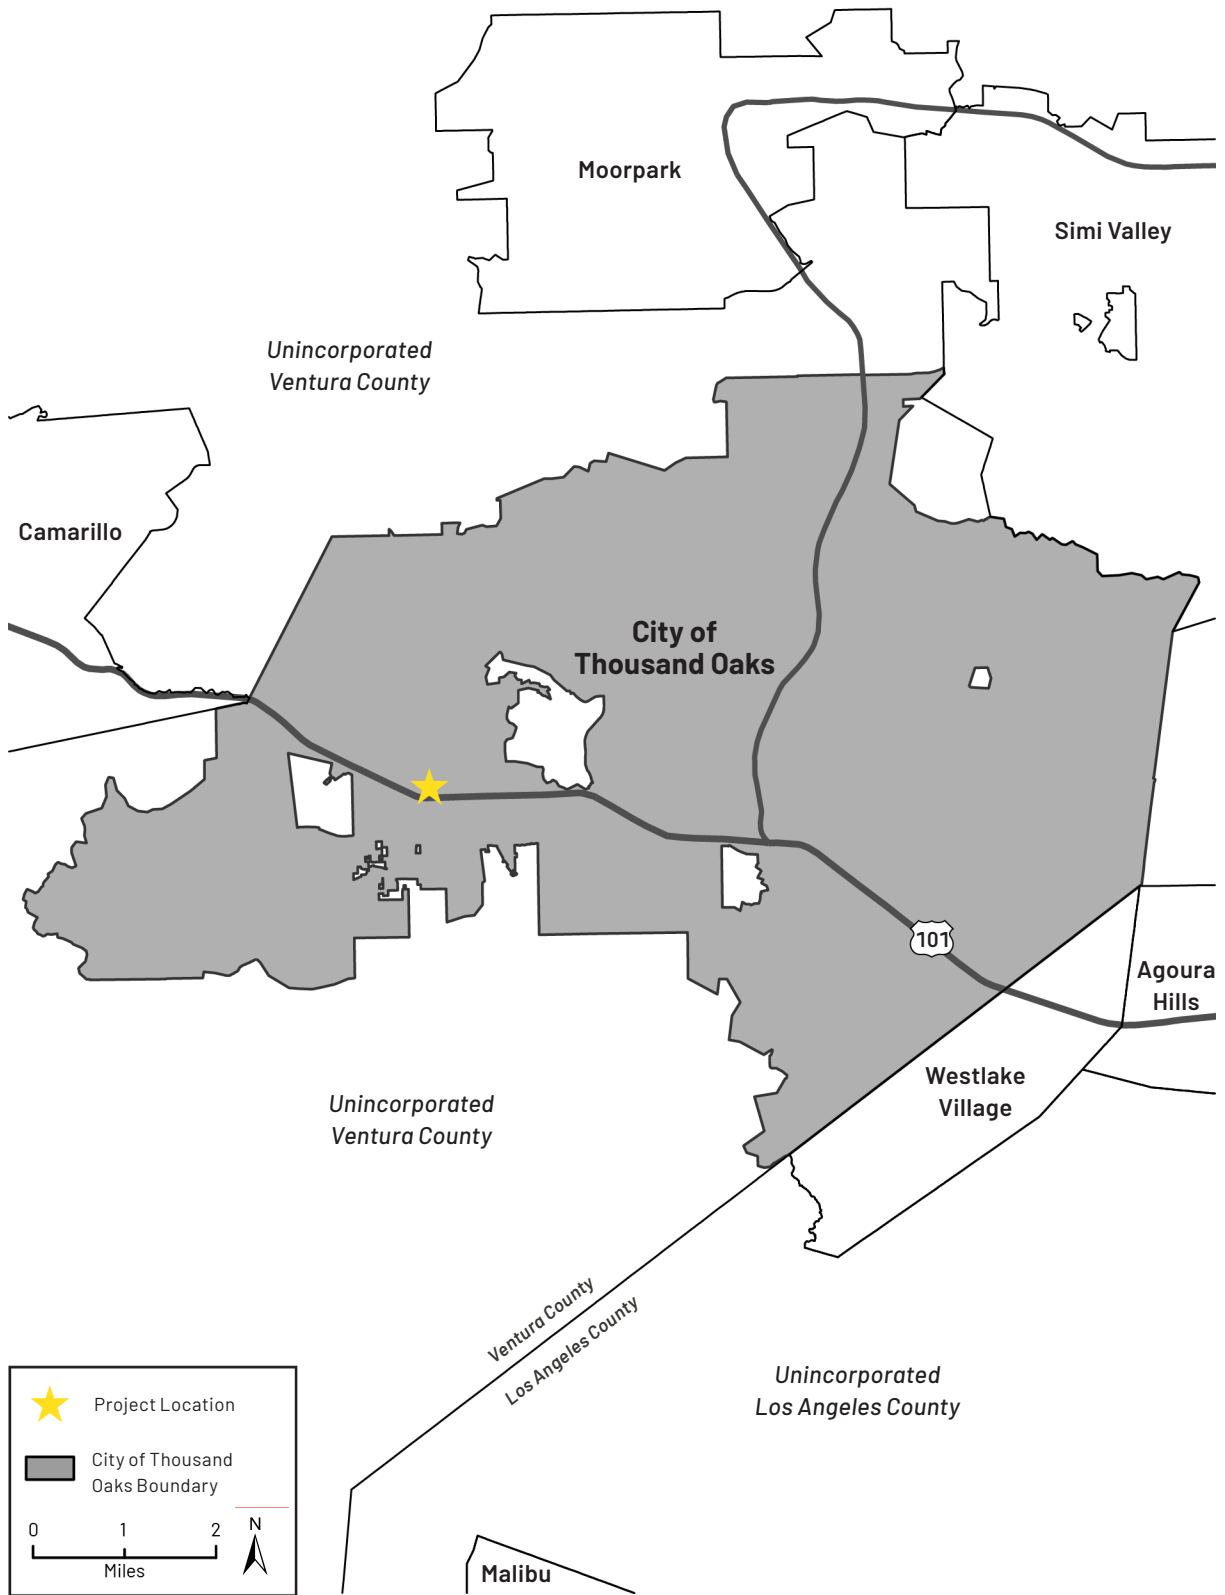 Moorpark
Simi Valley
Unincorporated
Ventura County
Camarillo
City of
Thousand Oaks
101
Agoura
Hills
Westlake
Village
Unincorporated
Ventura County
Ventura County
Los Angeles County
Unincorporated
Los Angeles County
Project Location
City of Thousand
Oaks Boundary
0 1 2
Miles
N
Malibu